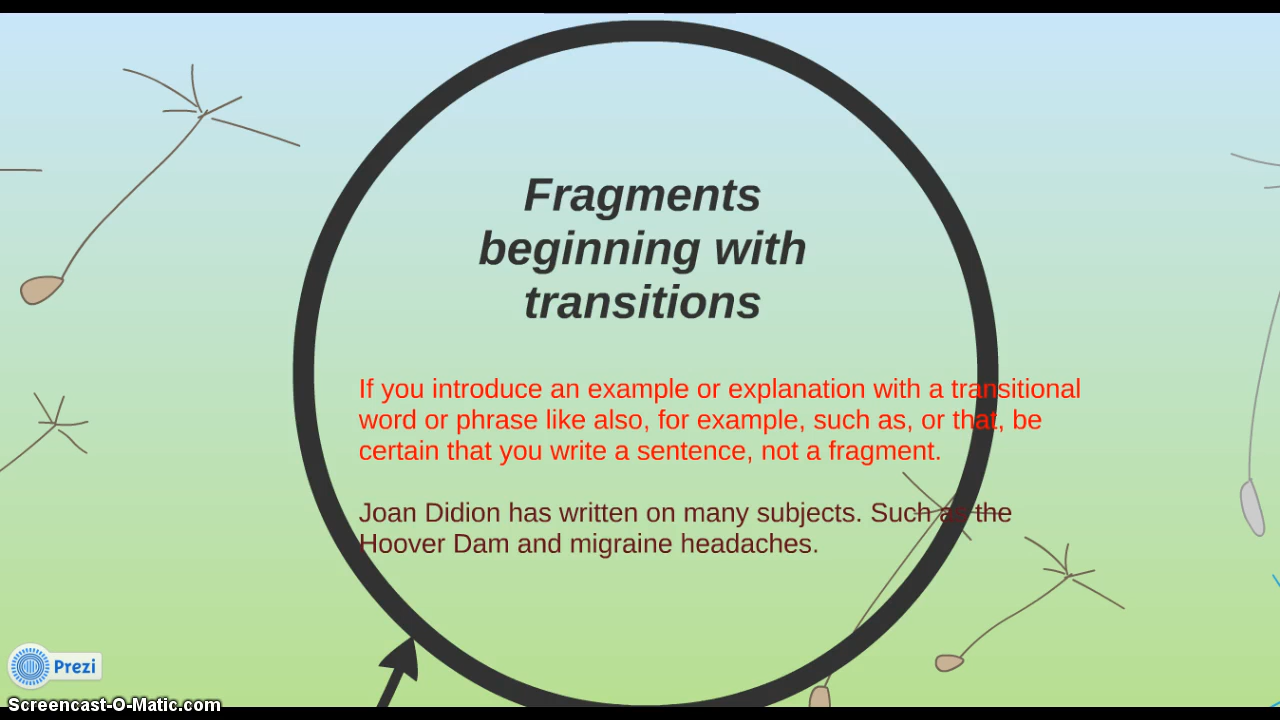 Fragments
beginning with
transitions
If you introduce an example or explanation with a transitional
word or phrase like also, for example, such as, or that, be
certain that you write a sentence, not a fragment.
Joan Didion has written on many subjects. Such as the
Hoover Dam and migraine headaches.
Prezi
Screencast-O-Matic.com